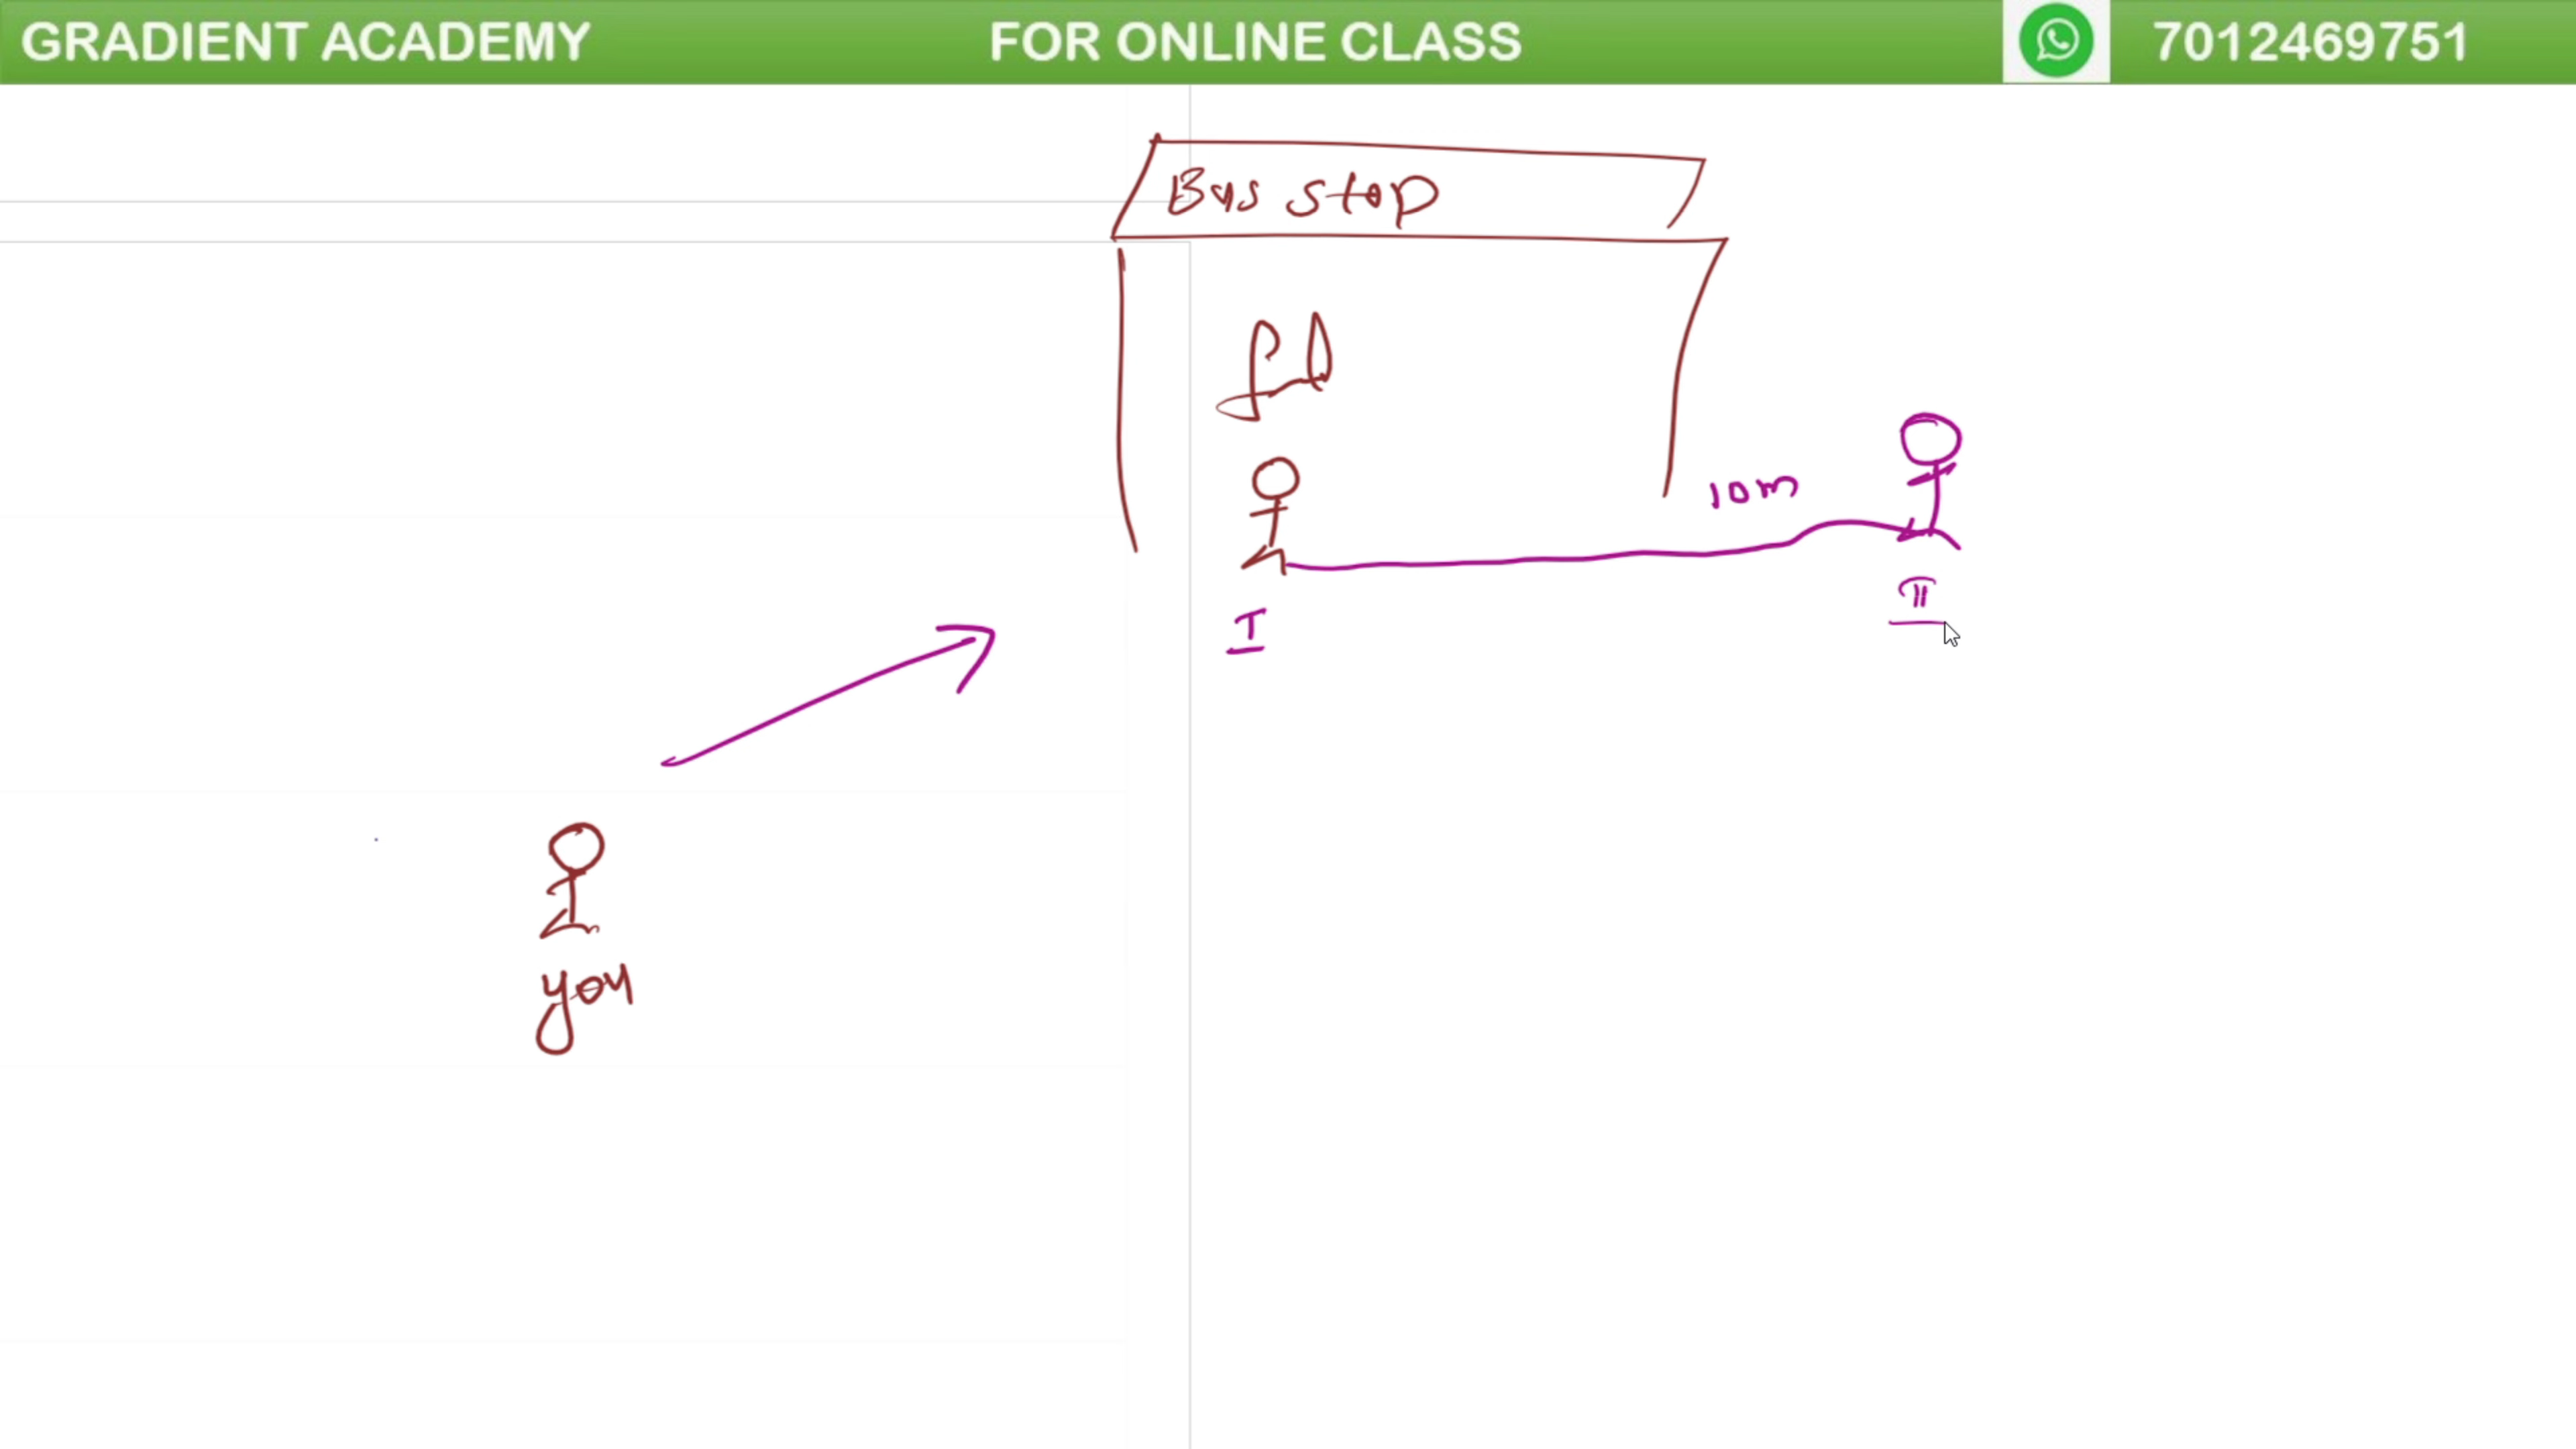 GRADIENT ACADEMY FOR ONLINE CLASS 7012469751
Bus stop
10m
I
II
you